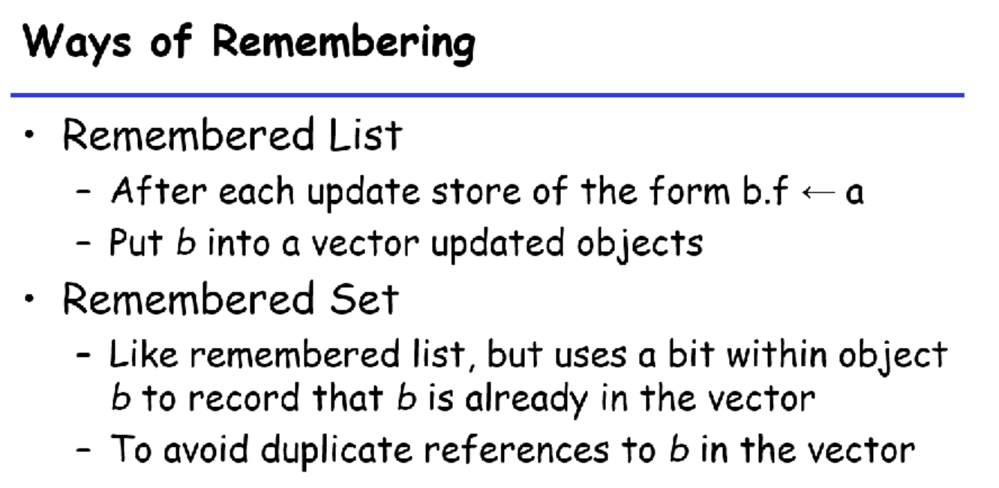 Ways of Remembering
• Remembered List
– After each update store of the form b.f ← a
– Put b into a vector updated objects
• Remembered Set
– Like remembered list, but uses a bit within object
b to record that b is already in the vector
– To avoid duplicate references to b in the vector